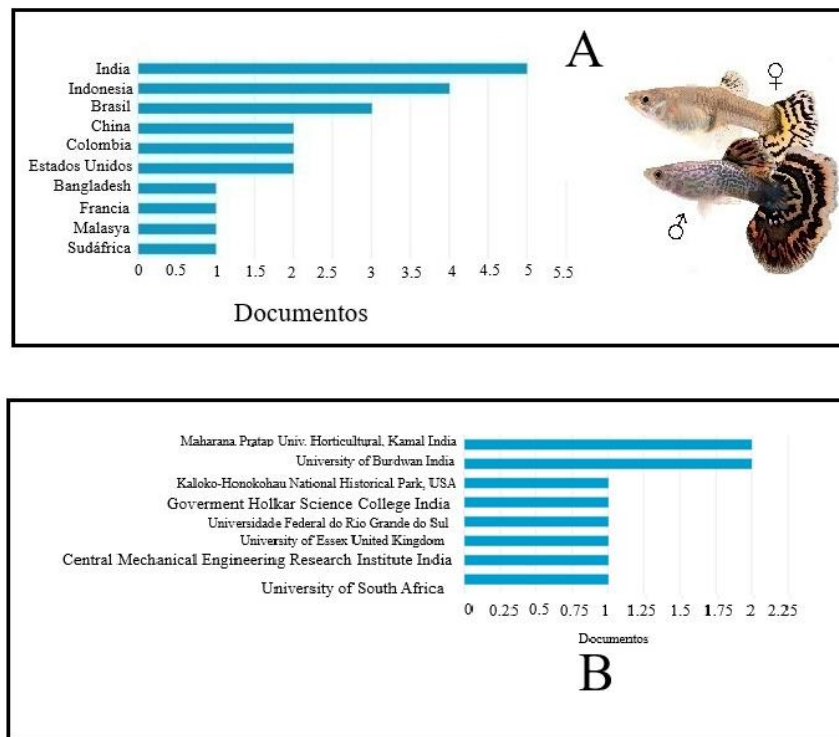 A
India
Indonesia
Brasil
China
Colombia
Estados Unidos
Bangladesh
Francia
Malasya
Sudáfrica
0 0.5 1 1.5 2 2.5 3 3.5 4 4.5 5 5.5
Documentos
♀
♂
Maharana Pratap Univ. Horticultural, Kamal India
University of Burdwan India
Kaloko-Honokohau National Historical Park, USA
Goverment Holkar Science College India
Universidade Federal do Rio Grande do Sul
University of Essex United Kingdom
Central Mechanical Engineering Research Institute India
University of South Africa
0 0.25 0.5 0.75 1 1.25 1.5 1.75 2 2.25
Documentos
B